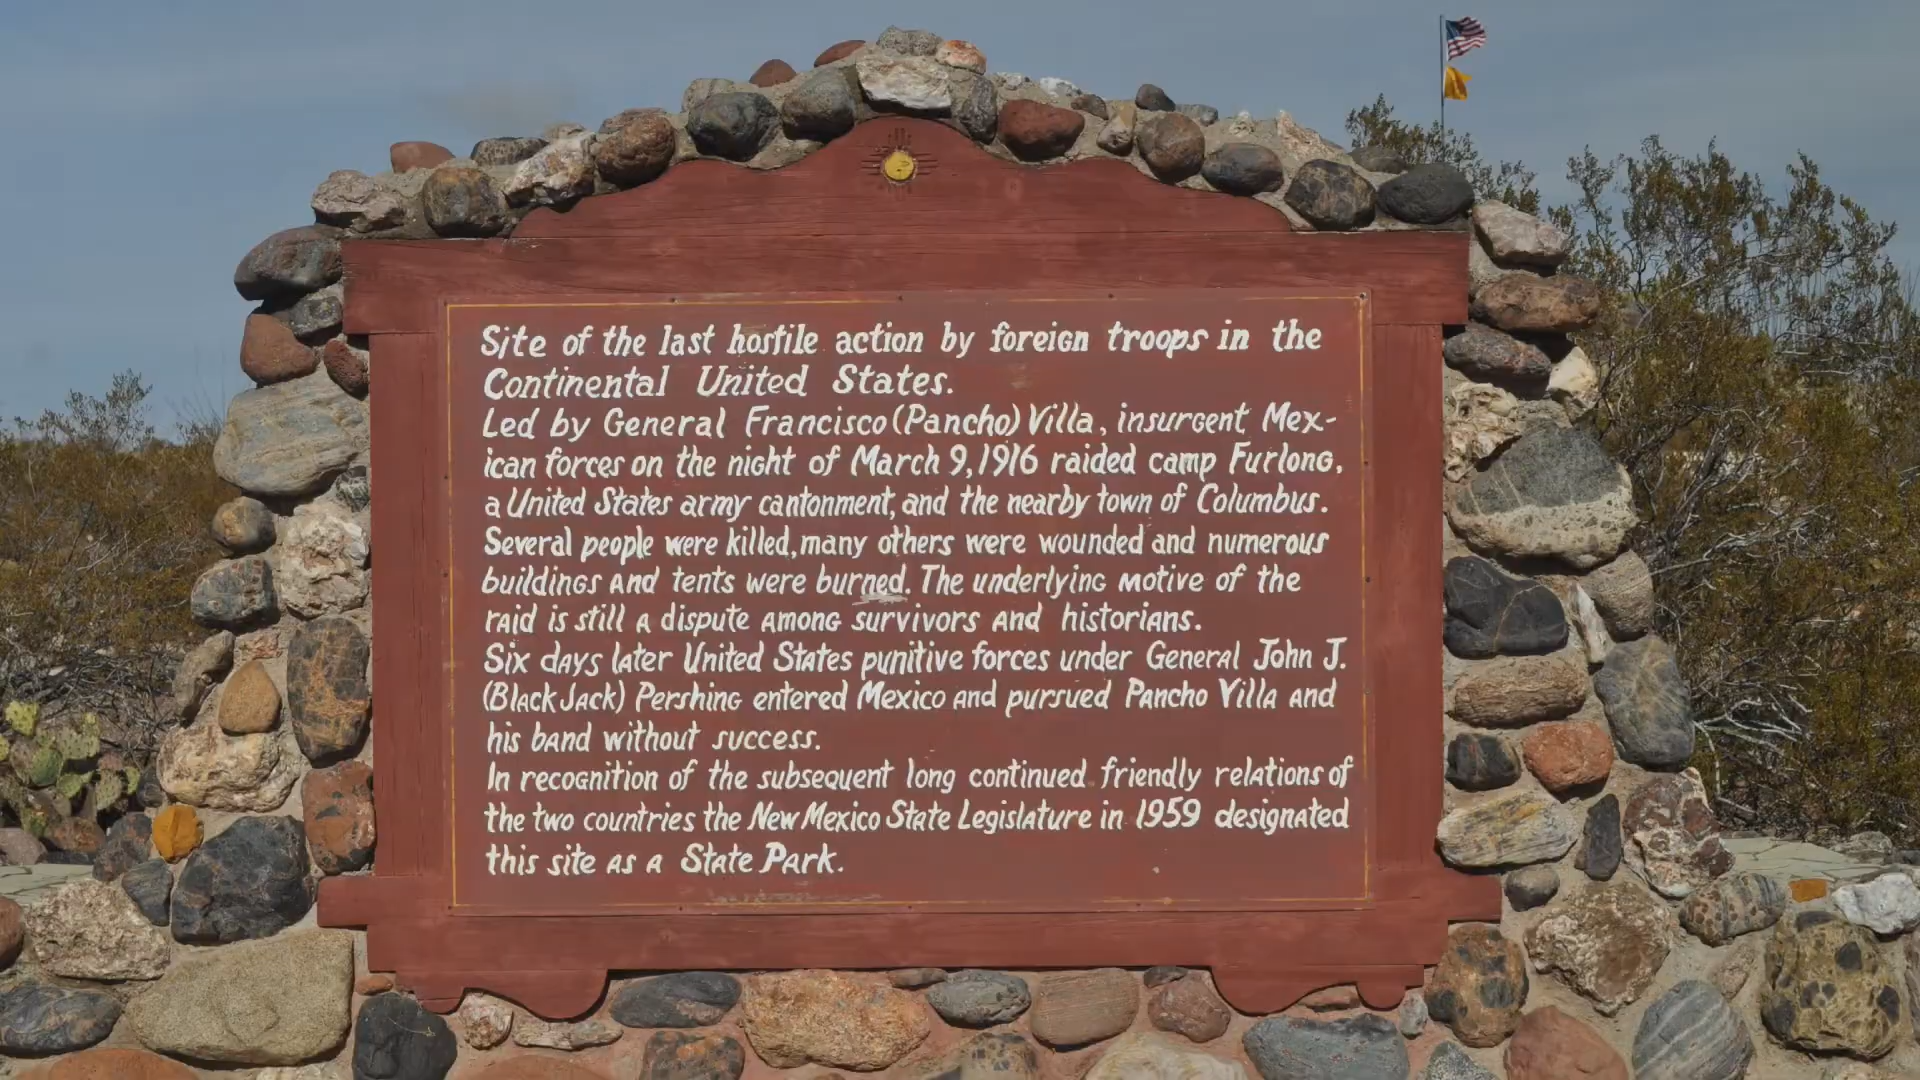 Site of the last hostile action by foreign troops in the
Continental United States.
Led by General Francisco (Pancho) Villa, insurgent Mex-
ican forces on the night of March 9, 1916 raided camp Furlong,
a United States army cantonment, and the nearby town of Columbus.
Several people were killed, many others were wounded and numerous
buildings and tents were burned. The underlying motive of the
raid is still a dispute among survivors and historians.
Six days later United States punitive forces under General John J.
(Black Jack) Pershing entered Mexico and pursued Pancho Villa and
his band without success.
In recognition of the subsequent long continued friendly relations of
the two countries the New Mexico State Legislature in 1959 designated
this site as a State Park.